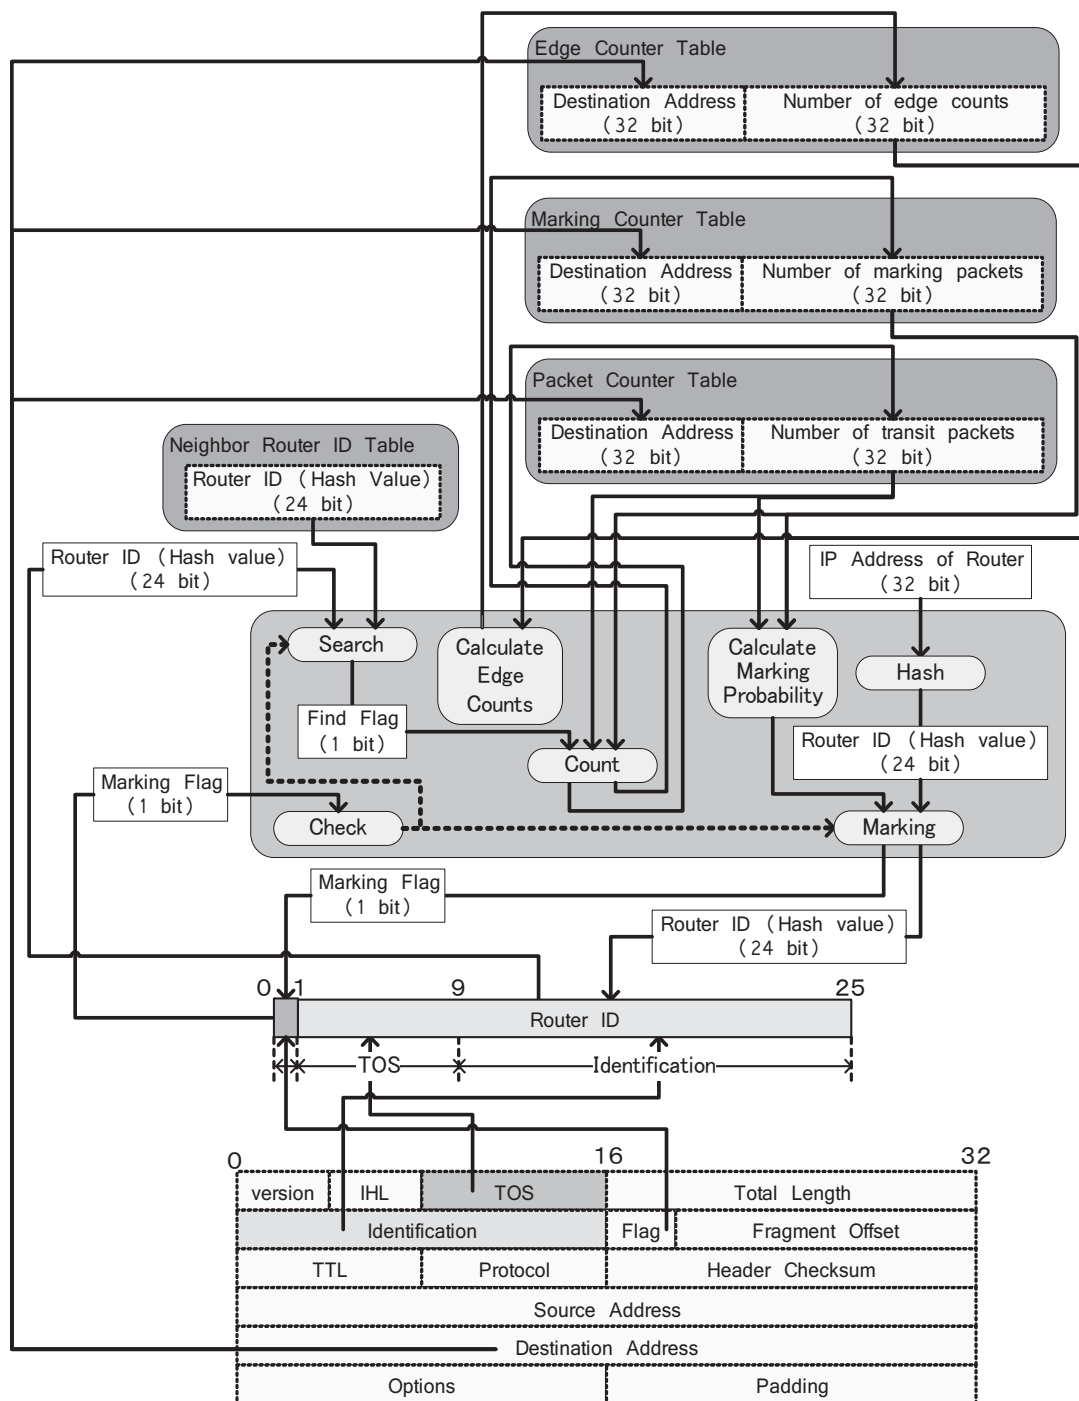 Edge Counter Table
Destination Address
(32 bit)
Number of edge counts
(32 bit)
Marking Counter Table
Destination Address
(32 bit)
Number of marking packets
(32 bit)
Packet Counter Table
Destination Address
(32 bit)
Number of transit packets
(32 bit)
Neighbor Router ID Table
Router ID (Hash Value)
(24 bit)
Router ID (Hash value)
(24 bit)
IP Address of Router
(32 bit)
Search
Calculate
Edge
Counts
Calculate
Marking
Probability
Hash
Find Flag
(1 bit)
Count
Router ID (Hash value)
(24 bit)
Marking Flag
(1 bit)
Check
Marking
Marking Flag
(1 bit)
Router ID (Hash value)
(24 bit)
0 1 9 25
Router ID
TOS Identification
0 16 32
version IHL TOS Total Length
Identification Flag Fragment Offset
TTL Protocol Header Checksum
Source Address
Destination Address
Options Padding